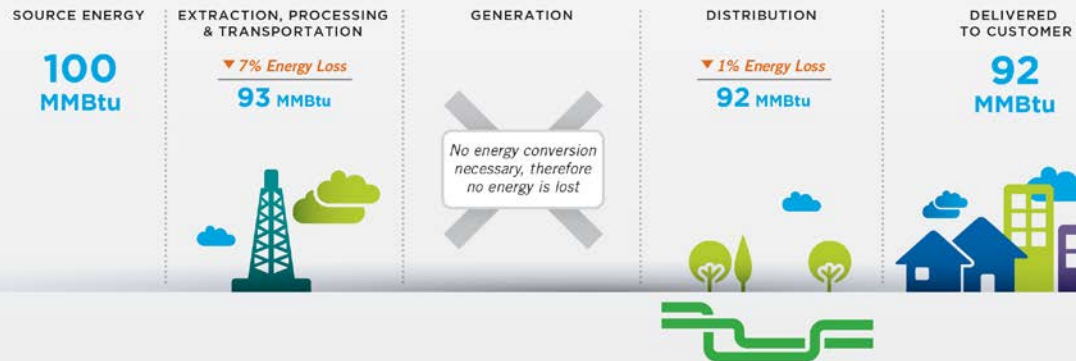 SOURCE ENERGY
100
MMBtu
EXTRACTION, PROCESSING
& TRANSPORTATION
▼ 7% Energy Loss
93 MMBtu
GENERATION
No energy conversion
necessary, therefore
no energy is lost
DISTRIBUTION
▼ 1% Energy Loss
92 MMBtu
DELIVERED
TO CUSTOMER
92
MMBtu